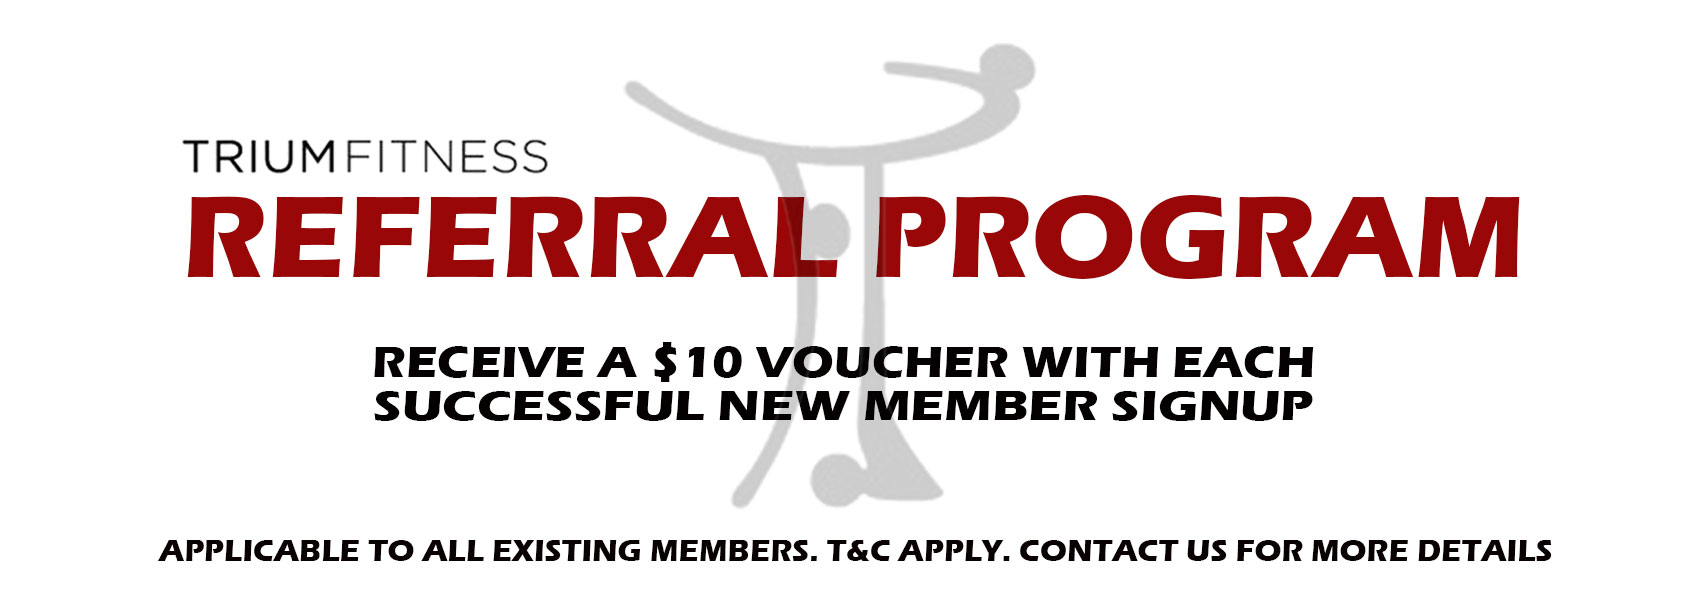 TRIUMFITNESS
REFERRAL PROGRAM
RECEIVE A $10 VOUCHER WITH EACH
SUCCESSFUL NEW MEMBER SIGNUP
APPLICABLE TO ALL EXISTING MEMBERS. T&C APPLY. CONTACT US FOR MORE DETAILS